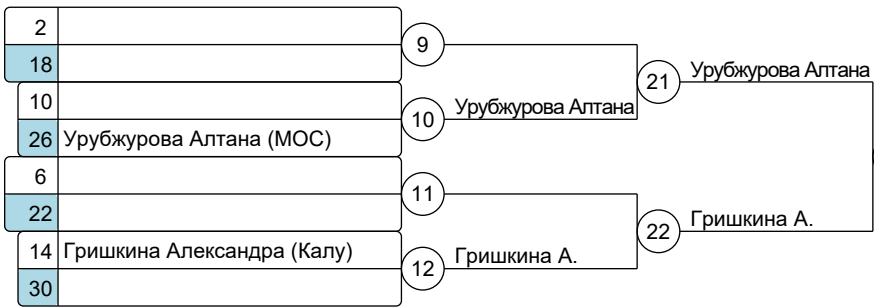 2
9
18
21 Урубжурова Алтана
10
10 Урубжурова Алтана
26 Урубжурова Алтана (МОС)
6
11
22
22 Гришкина А.
14 Гришкина Александра (Калу)
12 Гришкина А.
30